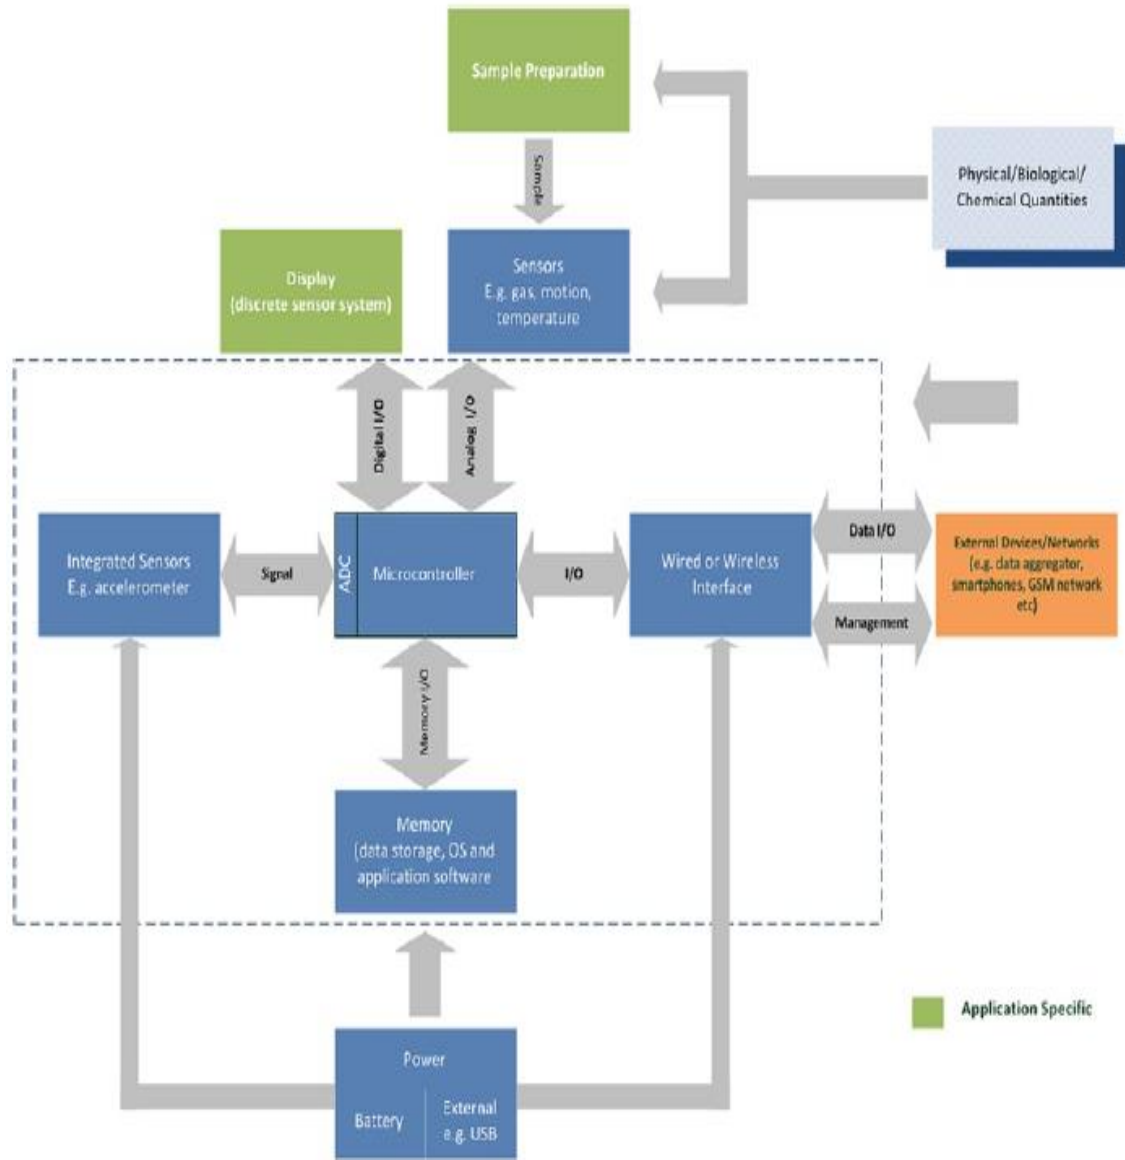 Sample Preparation
Sample
Physical/Biological/
Chemical Quantities
Display
(discrete sensor system)
Sensors
E.g. gas, motion,
temperature
Digital I/O
Analog I/O
Integrated Sensors
E.g. accelerometer
Signal
ADC
Microcontroller
I/O
Wired or Wireless
Interface
Data I/O
Management
External Devices/Networks
(e.g. data aggregator,
smartphones, GSM network
etc)
Memory I/O
Memory
(data storage, OS and
application software
Power
Battery
External
e.g. USB
Application Specific